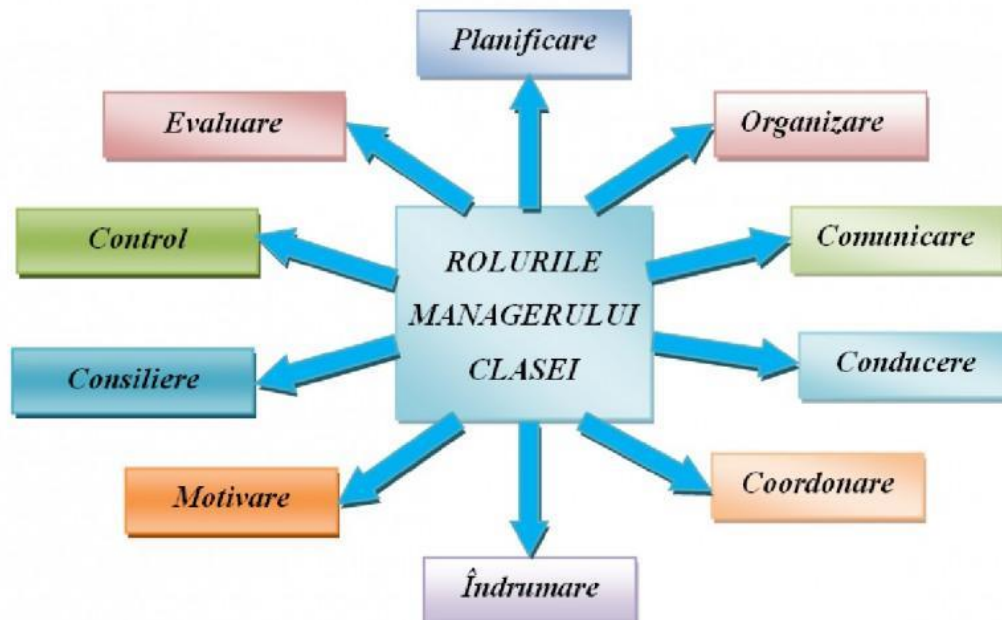 Planificare
Evaluare
Organizare
Control
ROLURILE
MANAGERULUI
CLASEI
Comunicare
Consiliere
Conducere
Motivare
Coordonare
Îndrumare